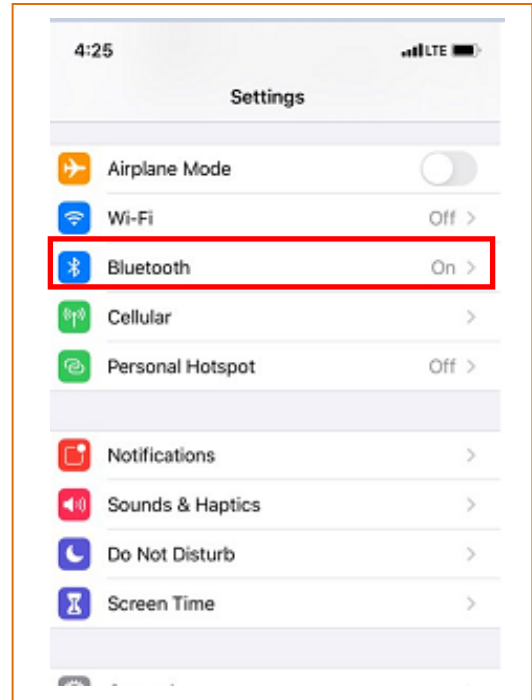 4:25 LTE
Settings
Airplane Mode
Wi-Fi Off
Bluetooth On
Cellular
Personal Hotspot Off
Notifications
Sounds & Haptics
Do Not Disturb
Screen Time